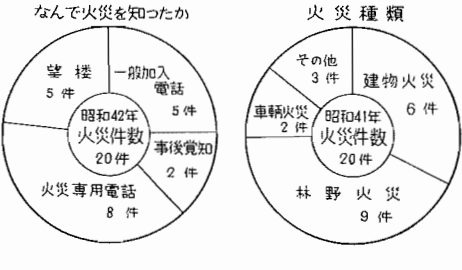 なんで火災を知ったか
望楼
5件
一般加入
電話
5件
昭和42年
火災件数
20件
事後覚知
2件
火災専用電話
8件
火災種類
その他
3件
建物火災
6件
車輌火災
2件
昭和41年
火災件数
20件
林野火災
9件